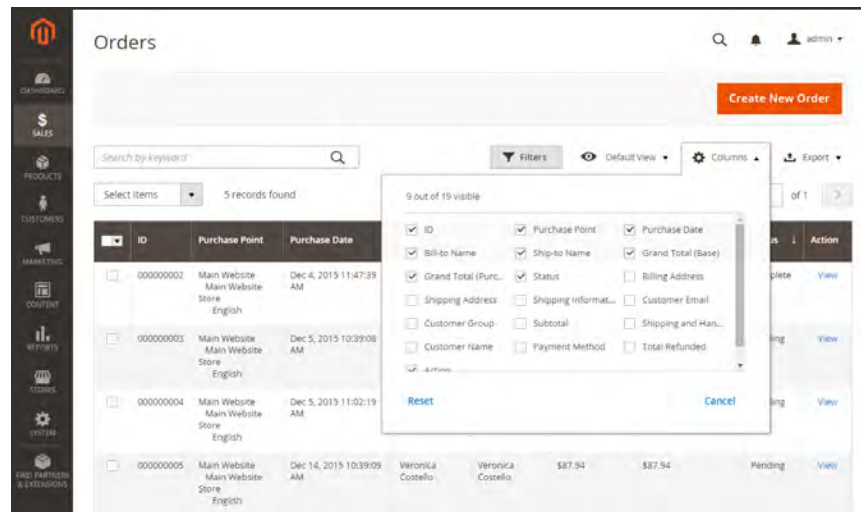 Orders
admin
Create New Order
DASHBOARD
SALES
PRODUCTS
CUSTOMERS
MARKETING
CONTENT
REPORTS
STORES
SYSTEM
FIND PARTNERS
& EXTENSIONS
Search by keyword
Filters
Default View
Columns
Export
Select Items
5 records found
of 1
9 out of 19 visible
ID Purchase Point Purchase Date
Bill-to Name Ship-to Name Grand Total (Base)
Grand Total (Purc... Status Billing Address
Shipping Address Shipping Informat... Customer Email
Customer Group Subtotal Shipping and Han...
Customer Name Payment Method Total Refunded
Action
Reset Cancel
ID Purchase Point Purchase Date us Action
000000002 Main Website Dec 4, 2015 11:47:39 plete View
Main Website AM
Store
English
000000003 Main Website Dec 5, 2015 10:39:08 ling View
Main Website AM
Store
English
000000004 Main Website Dec 5, 2015 11:02:19 ling View
Main Website AM
Store
English
000000005 Main Website Dec 14, 2015 10:39:09 Veronica Veronica $87.94 $87.94 Pending View
Main Website AM Costello Costello
Store
English